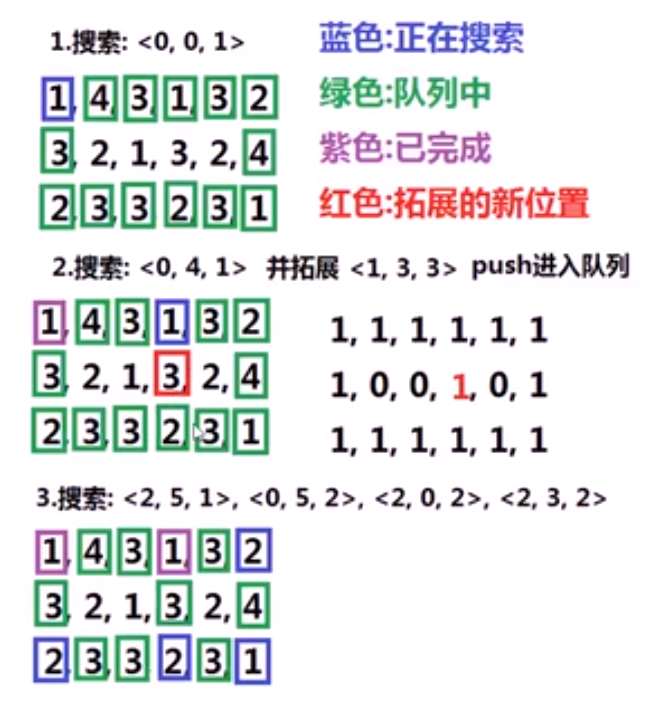 1.搜索: <0, 0, 1>
蓝色:正在搜索
1, 4, 3, 1, 3, 2
绿色:队列中
3, 2, 1, 3, 2, 4
紫色:已完成
2, 3, 3, 2, 3, 1
红色:拓展的新位置
2.搜索: <0, 4, 1> 并拓展 <1, 3, 3> push进入队列
1, 4, 3, 1, 3, 2
1, 1, 1, 1, 1, 1
3, 2, 1, 3, 2, 4
1, 0, 0, 1, 0, 1
2, 3, 3, 2, 3, 1
1, 1, 1, 1, 1, 1
3.搜索: <2, 5, 1>, <0, 5, 2>, <2, 0, 2>, <2, 3, 2>
1, 4, 3, 1, 3, 2
3, 2, 1, 3, 2, 4
2, 3, 3, 2, 3, 1